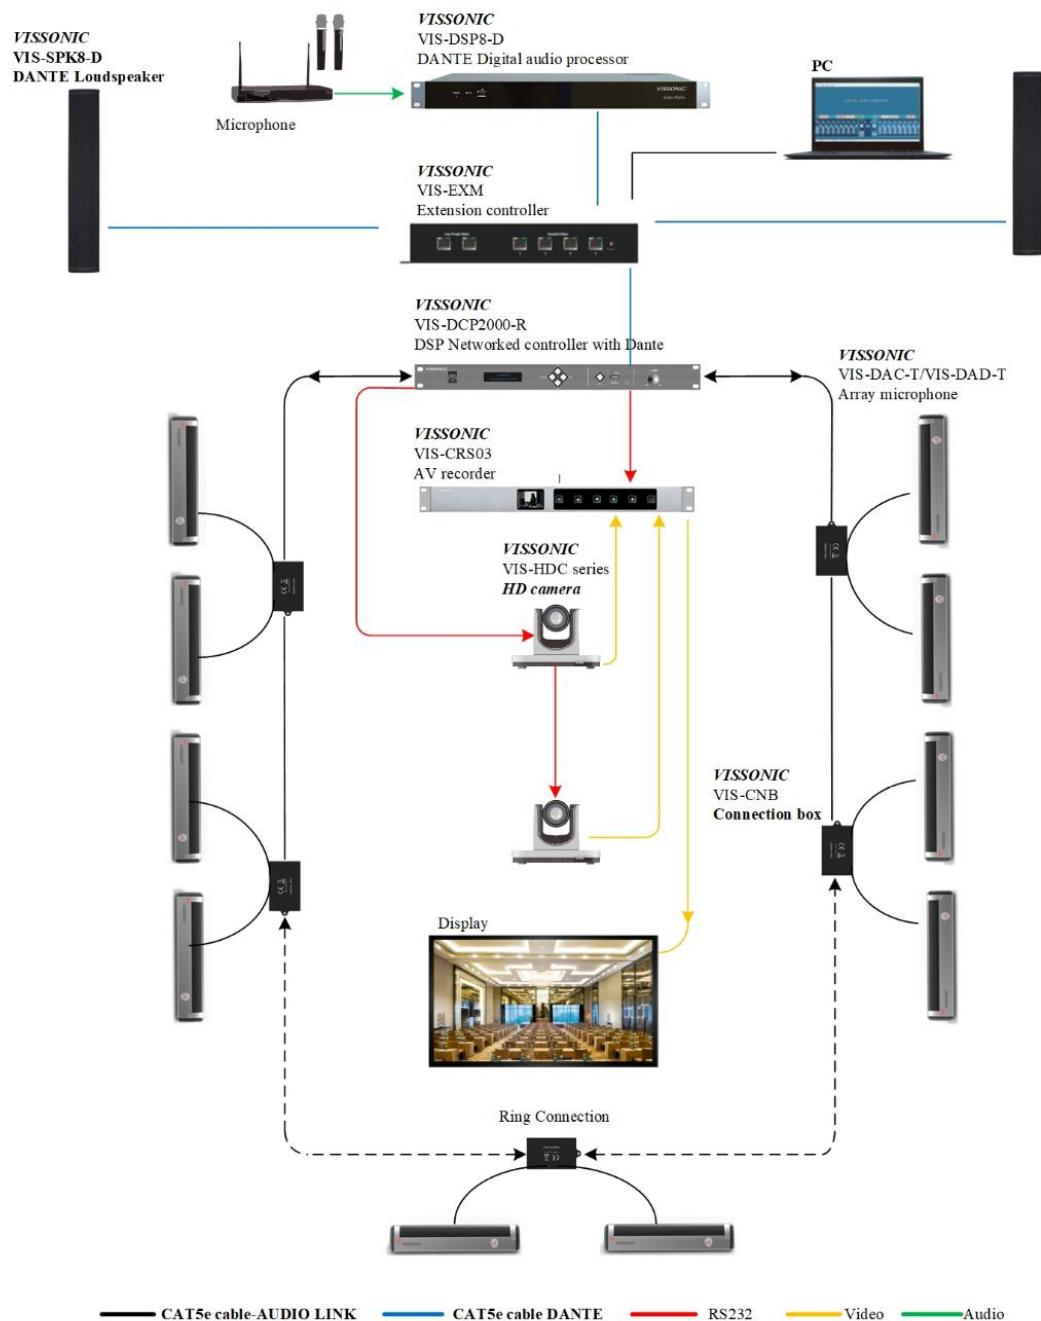 VISSONIC
VIS-SPK8-D
DANTE Loudspeaker
VISSONIC
VIS-DSP8-D
DANTE Digital audio processor
VISSONIC
Microphone
PC
VISSONIC
VIS-EXM
Extension controller
VISSONIC
VIS-DCP2000-R
DSP Networked controller with Dante
VISSONIC
VIS-DAC-T/VIS-DAD-T
Array microphone
VISSONIC
VIS-CRS03
AV recorder
VISSONIC
VIS-HDC series
HD camera
VISSONIC
VIS-CNB
Connection box
Display
Ring Connection
CAT5e cable-AUDIO LINK
CAT5e cable DANTE
RS232
Video
Audio